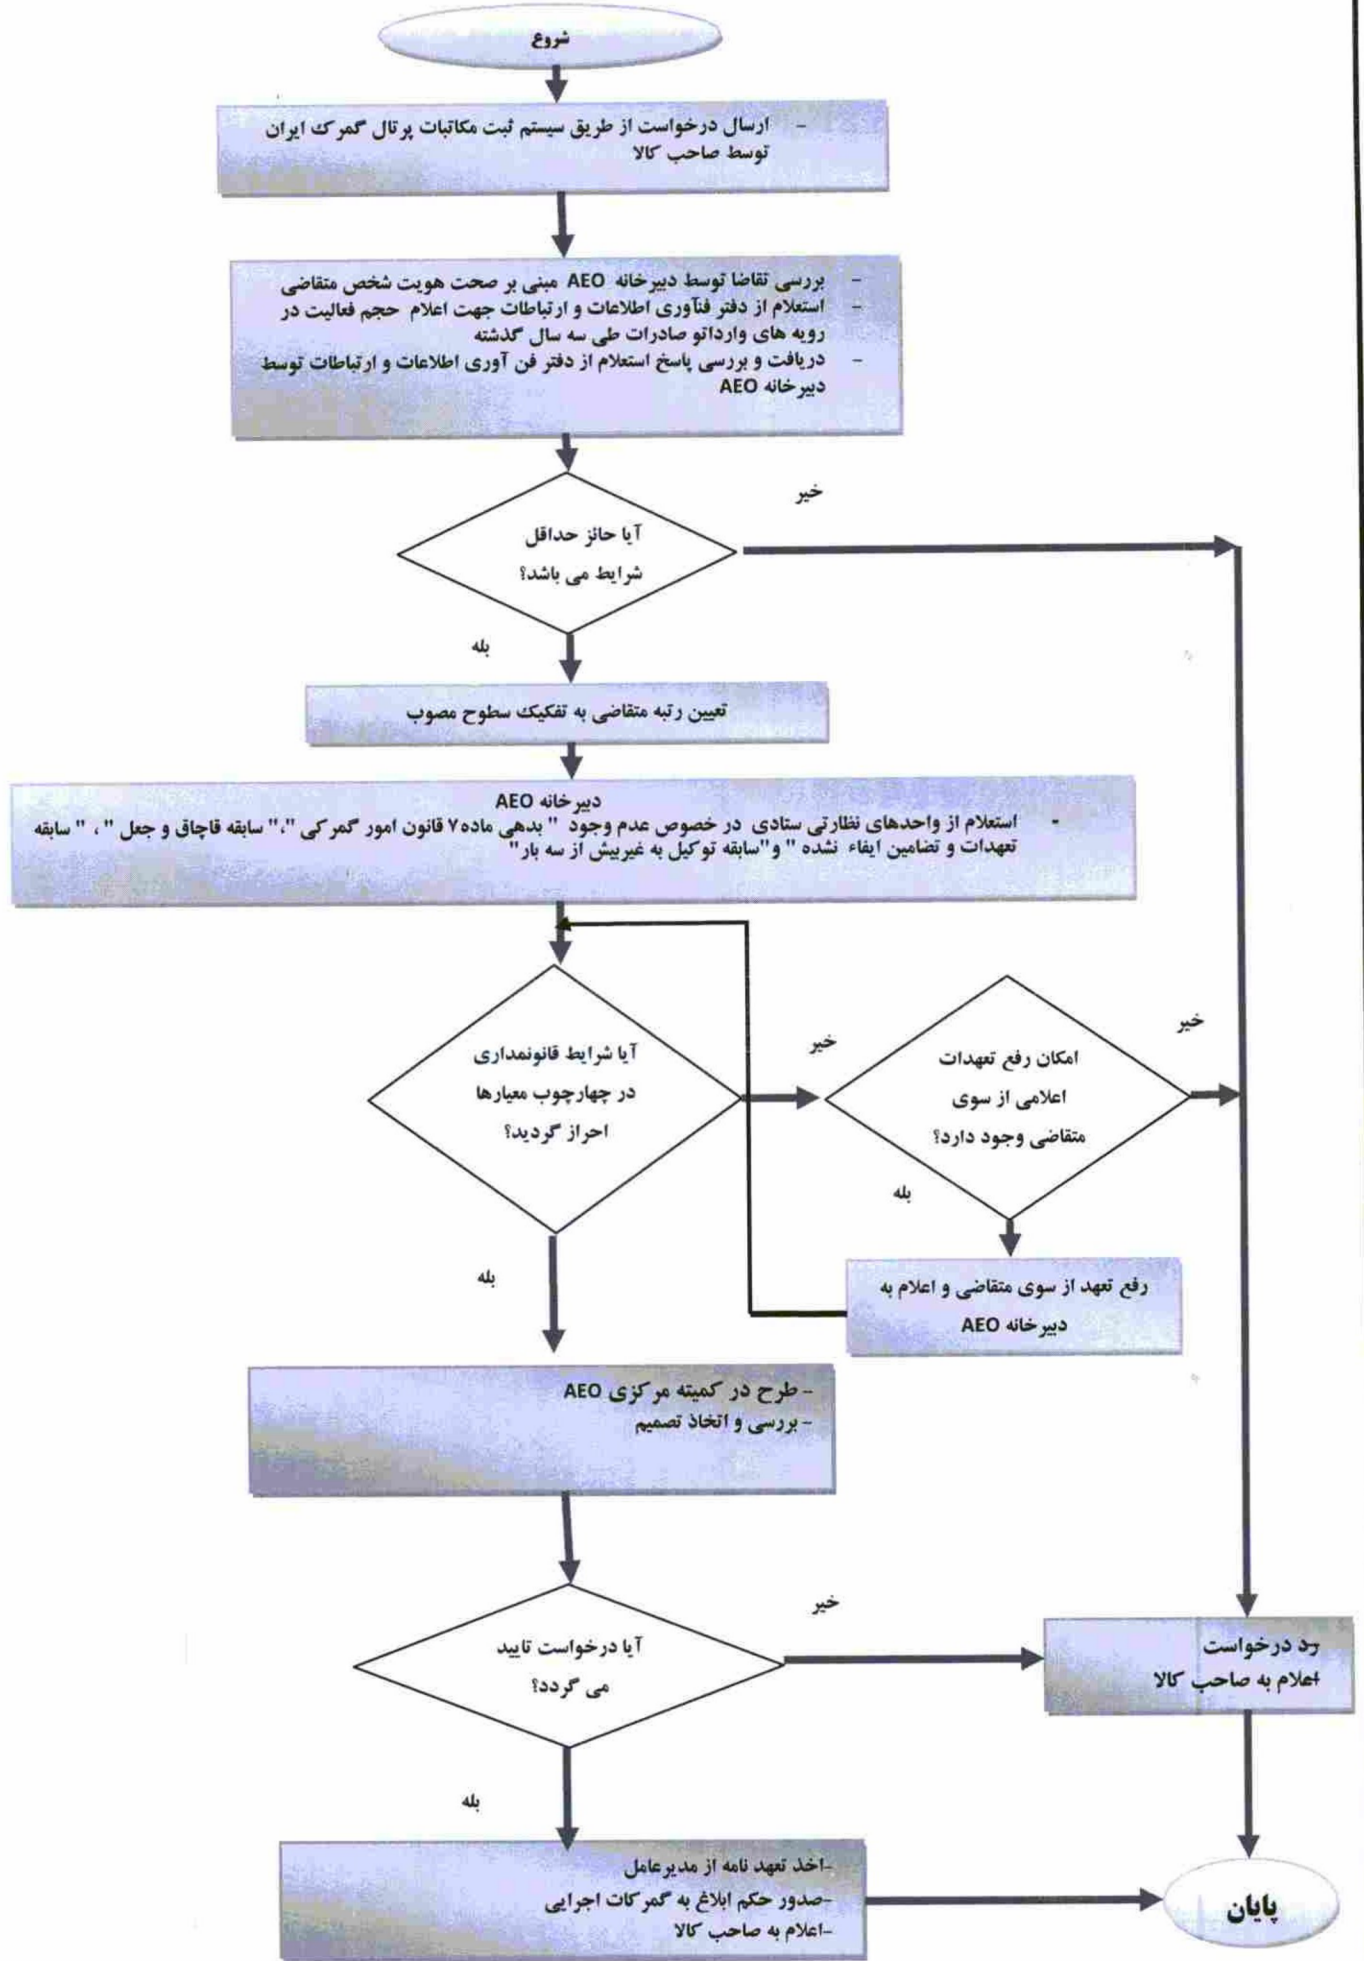 شروع
- ارسال درخواست از طریق سیستم ثبت مکاتبات پرتال گمرک ایران
توسط صاحب کالا
- بررسی تقاضا توسط دبیرخانه AEO مبنی بر صحت هویت شخص متقاضی
- استعلام از دفتر فنآوری اطلاعات و ارتباطات جهت اعلام حجم فعالیت در
رویه های وارداتو صادرات طی سه سال گذشته
- دریافت و بررسی پاسخ استعلام از دفتر فن آوری اطلاعات و ارتباطات توسط
دبیرخانه AEO
خیر
آیا حائز حداقل
شرایط می باشد؟
بله
تعیین رتبه متقاضی به تفکیک سطوح مصوب
دبیرخانه AEO
- استعلام از واحدهای نظارتی ستادی در خصوص عدم وجود " بدهی ماده۷ قانون امور گمرکی "،" سابقه قاچاق و جعل " ، " سابقه
تعهدات و تضامین ایفاء نشده " و"سابقه توکیل به غیربیش از سه بار"
آیا شرایط قانونمداری
در چهارچوب معیارها
احراز گردید؟
خیر
امکان رفع تعهدات
اعلامی از سوی
متقاضی وجود دارد؟
خیر
بله
رفع تعهد از سوی متقاضی و اعلام به
دبیرخانه AEO
بله
- طرح در کمیته مرکزی AEO
- بررسی و اتخاذ تصمیم
آیا درخواست تایید
می گردد؟
خیر
-رد درخواست
-اعلام به صاحب کالا
بله
-اخذ تعهد نامه از مدیرعامل
-صدور حکم ابلاغ به گمرکات اجرایی
-اعلام به صاحب کالا
پایان